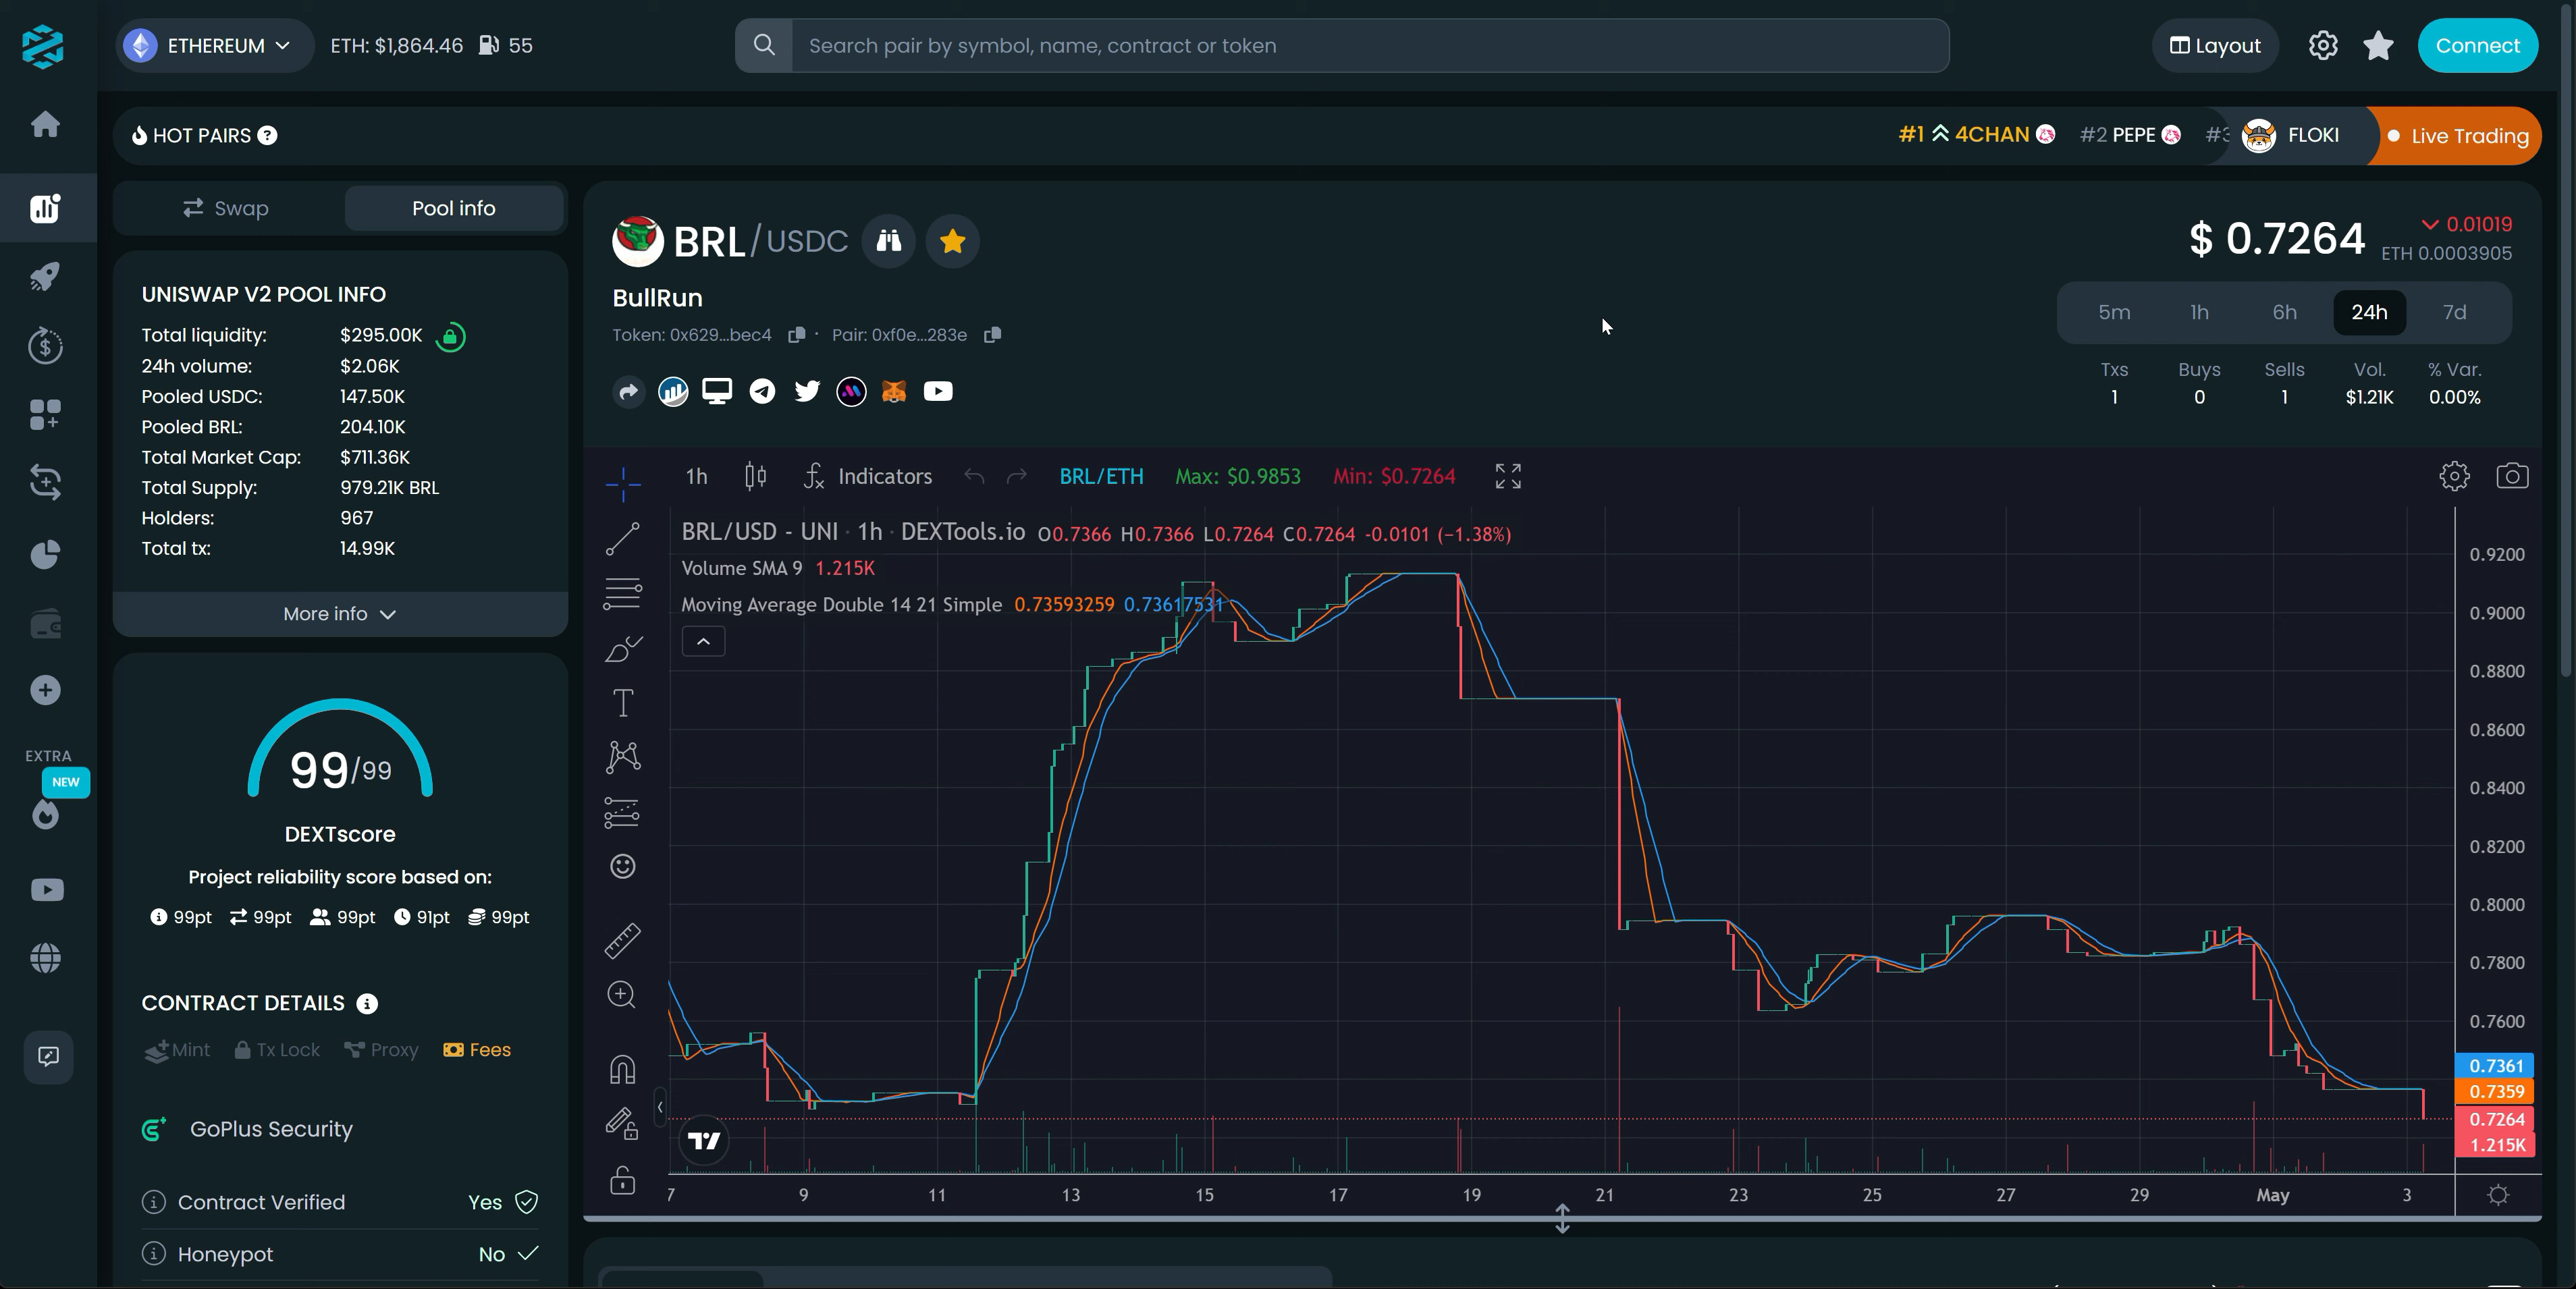 ETHEREUM ETH: $1,864.46 55 Search pair by symbol, name, contract or token Layout Connect
HOT PAIRS ? #1 4CHAN #2 PEPE #3 FLOKI Live Trading
Swap Pool info
UNISWAP V2 POOL INFO
Total liquidity: $295.00K
24h volume: $2.06K
Pooled USDC: 147.50K
Pooled BRL: 204.10K
Total Market Cap: $711.36K
Total Supply: 979.21K BRL
Holders: 967
Total tx: 14.99K
More info
EXTRA
NEW
99/99
DEXTscore
Project reliability score based on:
99pt 99pt 99pt 91pt 99pt
CONTRACT DETAILS
Mint Tx Lock Proxy Fees
GoPlus Security
Contract Verified Yes
Honeypot No
BRL/USDC
BullRun
Token: 0x629...bec4 · Pair: 0xf0e...283e
$ 0.7264 0.01019
ETH 0.0003905
5m 1h 6h 24h 7d
Txs Buys Sells Vol. % Var.
1 0 1 $1.21K 0.00%
1h Indicators BRL/ETH Max: $0.9853 Min: $0.7264
BRL/USD - UNI · 1h · DEXTools.io O0.7366 H0.7366 L0.7264 C0.7264 -0.0101 (−1.38%)
Volume SMA 9 1.215K
Moving Average Double 14 21 Simple 0.73593259 0.73617531
0.9200
0.9000
0.8800
0.8600
0.8400
0.8200
0.8000
0.7800
0.7600
0.7361
0.7359
0.7264
1.215K
7 9 11 13 15 17 19 21 23 25 27 29 May 3